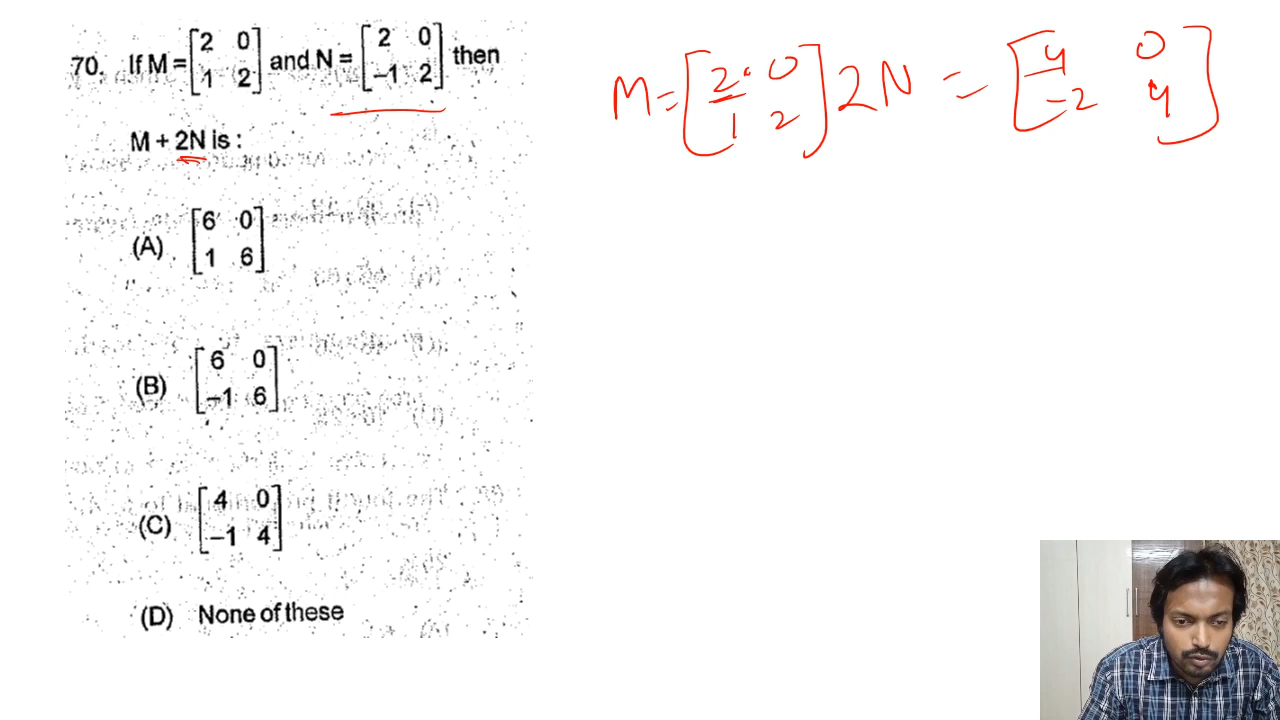 70. If M = [2 0 and N = [2 0 then
1 2] -1 2]
M + 2N is :
(A) [6 0
1 6]
(B) [6 0
-1 6]
(C) [4 0
-1 4]
(D) None of these
M = [2 0 2N = [4 0
1 2] -2 4]